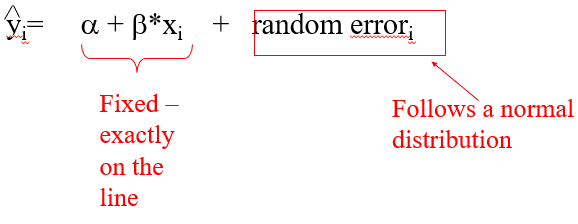 ŷᵢ= α + β*xᵢ + random errorᵢ
Fixed –
exactly
on the
line
Follows a normal
distribution